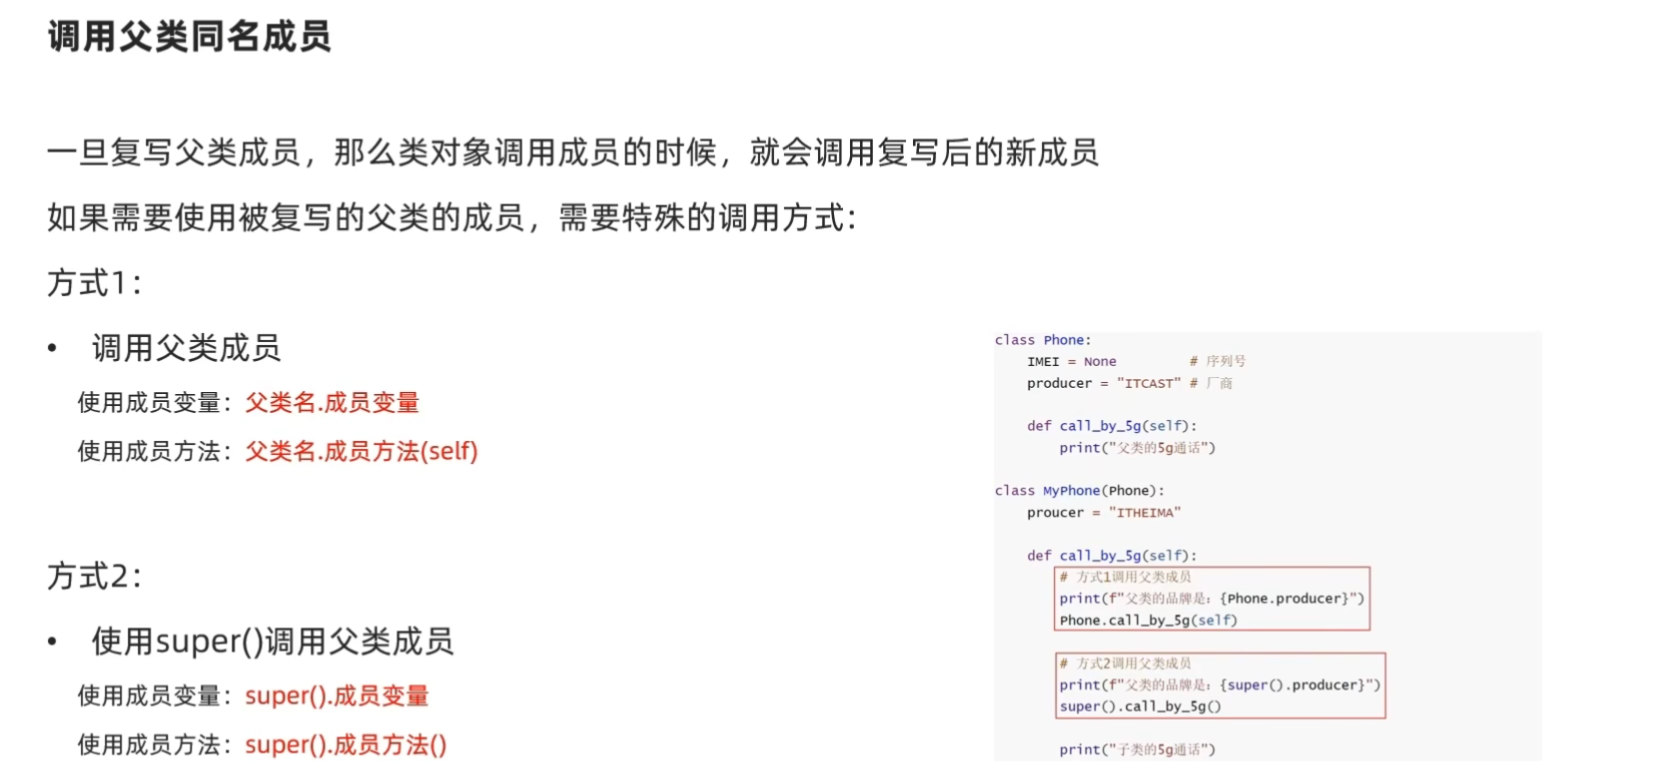 调用父类同名成员
一旦复写父类成员，那么类对象调用成员的时候，就会调用复写后的新成员
如果需要使用被复写的父类的成员，需要特殊的调用方式：
方式1：
• 调用父类成员
使用成员变量：父类名.成员变量
使用成员方法：父类名.成员方法(self)
方式2：
• 使用super()调用父类成员
使用成员变量：super().成员变量
使用成员方法：super().成员方法()
class Phone:
    IMEI = None         # 序列号
    producer = "ITCAST" # 厂商
    def call_by_5g(self):
        print("父类的5g通话")
class MyPhone(Phone):
    proucer = "ITHEIMA"
    def call_by_5g(self):
        # 方式1调用父类成员
        print(f"父类的品牌是：{Phone.producer}")
        Phone.call_by_5g(self)
        # 方式2调用父类成员
        print(f"父类的品牌是：{super().producer}")
        super().call_by_5g()
        print("子类的5g通话")